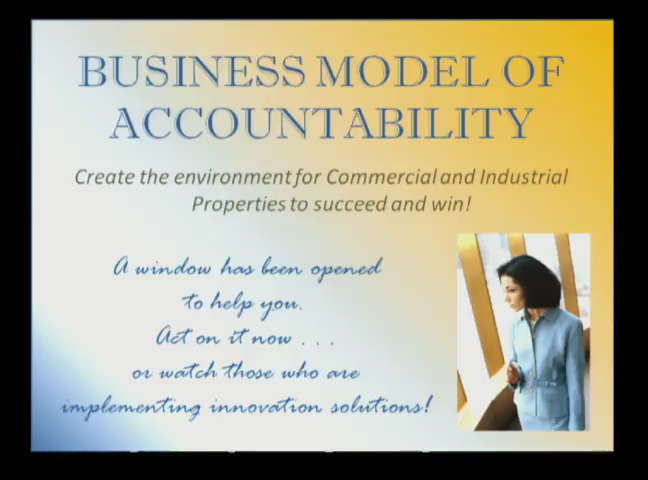 BUSINESS MODEL OF
ACCOUNTABILITY
Create the environment for Commercial and Industrial
Properties to succeed and win!
A window has been opened
to help you.
Act on it now . . .
or watch those who are
implementing innovation solutions!